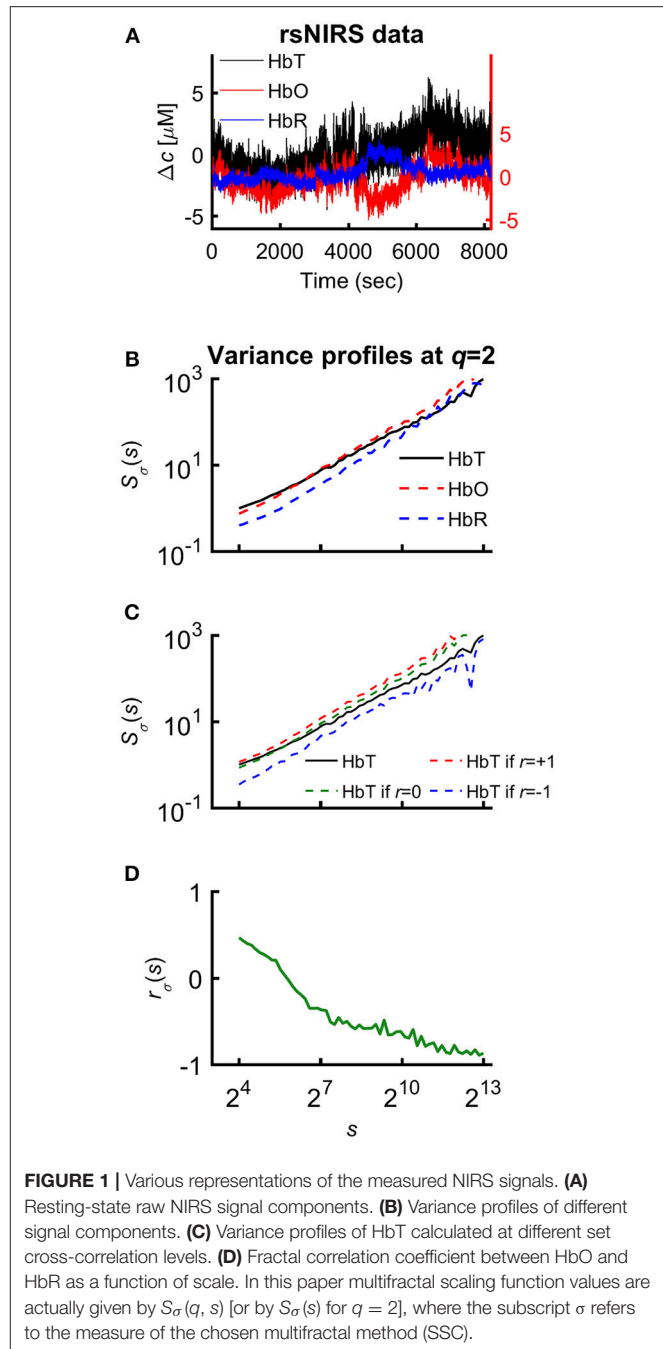 A
rsNIRS data
HbT
HbO
HbR
Δc [μM]
5
0
-5
5
0
-5
0 2000 4000 6000 8000
Time (sec)
B
Variance profiles at q=2
S_σ(s)
10^3
10^1
10^-1
HbT
HbO
HbR
C
S_σ(s)
10^3
10^1
10^-1
HbT HbT if r=+1
HbT if r=0 HbT if r=-1
D
r_σ(s)
1
0
-1
2^4 2^7 2^10 2^13
s
FIGURE 1 | Various representations of the measured NIRS signals. (A)
Resting-state raw NIRS signal components. (B) Variance profiles of different
signal components. (C) Variance profiles of HbT calculated at different set
cross-correlation levels. (D) Fractal correlation coefficient between HbO and
HbR as a function of scale. In this paper multifractal scaling function values are
actually given by S_σ(q, s) [or by S_σ(s) for q = 2], where the subscript σ refers
to the measure of the chosen multifractal method (SSC).